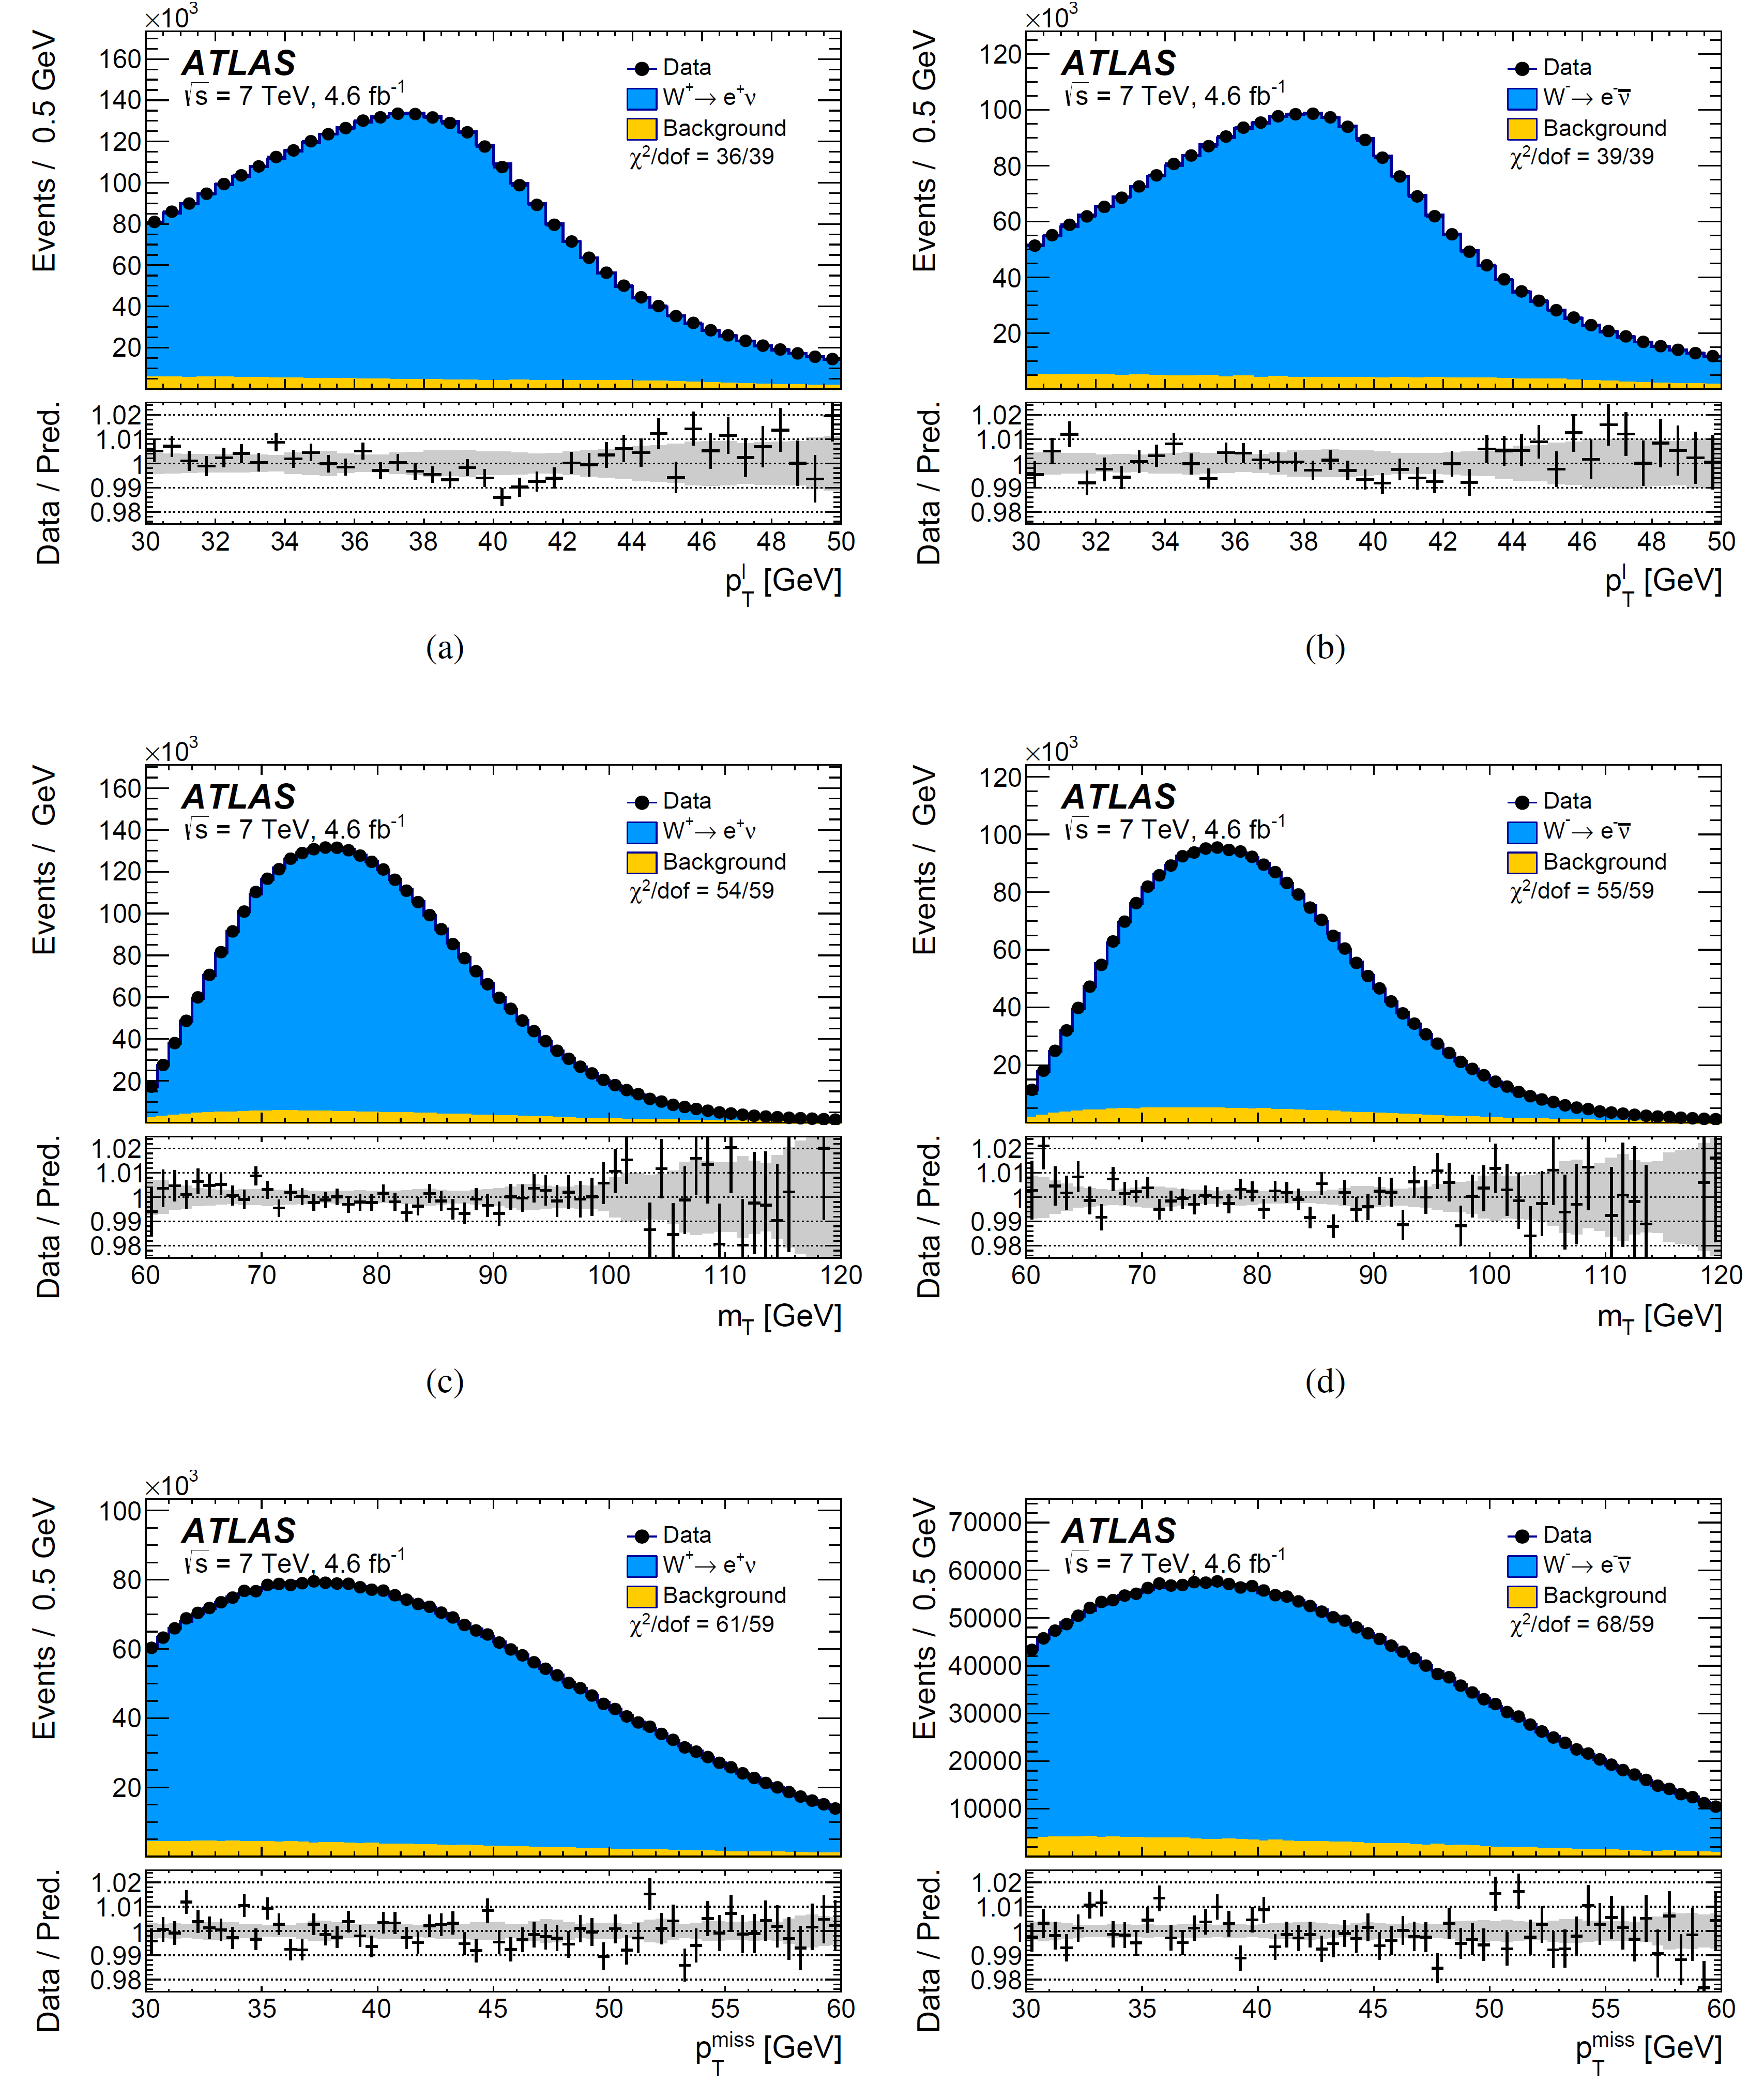 ×10³
Events / 0.5 GeV
160
140
120
100
80
60
40
20
ATLAS
√s = 7 TeV, 4.6 fb⁻¹
Data
W⁺→ e⁺ν
Background
χ²/dof = 36/39
Data / Pred.
1.02
1.01
1
0.99
0.98
30 32 34 36 38 40 42 44 46 48 50
p_T^l [GeV]
(a)
×10³
Events / 0.5 GeV
120
100
80
60
40
20
ATLAS
√s = 7 TeV, 4.6 fb⁻¹
Data
W⁻→ e⁻ν̅
Background
χ²/dof = 39/39
Data / Pred.
1.02
1.01
1
0.99
0.98
30 32 34 36 38 40 42 44 46 48 50
p_T^l [GeV]
(b)
×10³
Events / GeV
160
140
120
100
80
60
40
20
ATLAS
√s = 7 TeV, 4.6 fb⁻¹
Data
W⁺→ e⁺ν
Background
χ²/dof = 54/59
Data / Pred.
1.02
1.01
1
0.99
0.98
60 70 80 90 100 110 120
m_T [GeV]
(c)
×10³
Events / GeV
120
100
80
60
40
20
ATLAS
√s = 7 TeV, 4.6 fb⁻¹
Data
W⁻→ e⁻ν̅
Background
χ²/dof = 55/59
Data / Pred.
1.02
1.01
1
0.99
0.98
60 70 80 90 100 110 120
m_T [GeV]
(d)
×10³
Events / 0.5 GeV
100
80
60
40
20
ATLAS
√s = 7 TeV, 4.6 fb⁻¹
Data
W⁺→ e⁺ν
Background
χ²/dof = 61/59
Data / Pred.
1.02
1.01
1
0.99
0.98
30 35 40 45 50 55 60
p_T^miss [GeV]
Events / 0.5 GeV
70000
60000
50000
40000
30000
20000
10000
ATLAS
√s = 7 TeV, 4.6 fb⁻¹
Data
W⁻→ e⁻ν̅
Background
χ²/dof = 68/59
Data / Pred.
1.02
1.01
1
0.99
0.98
30 35 40 45 50 55 60
p_T^miss [GeV]